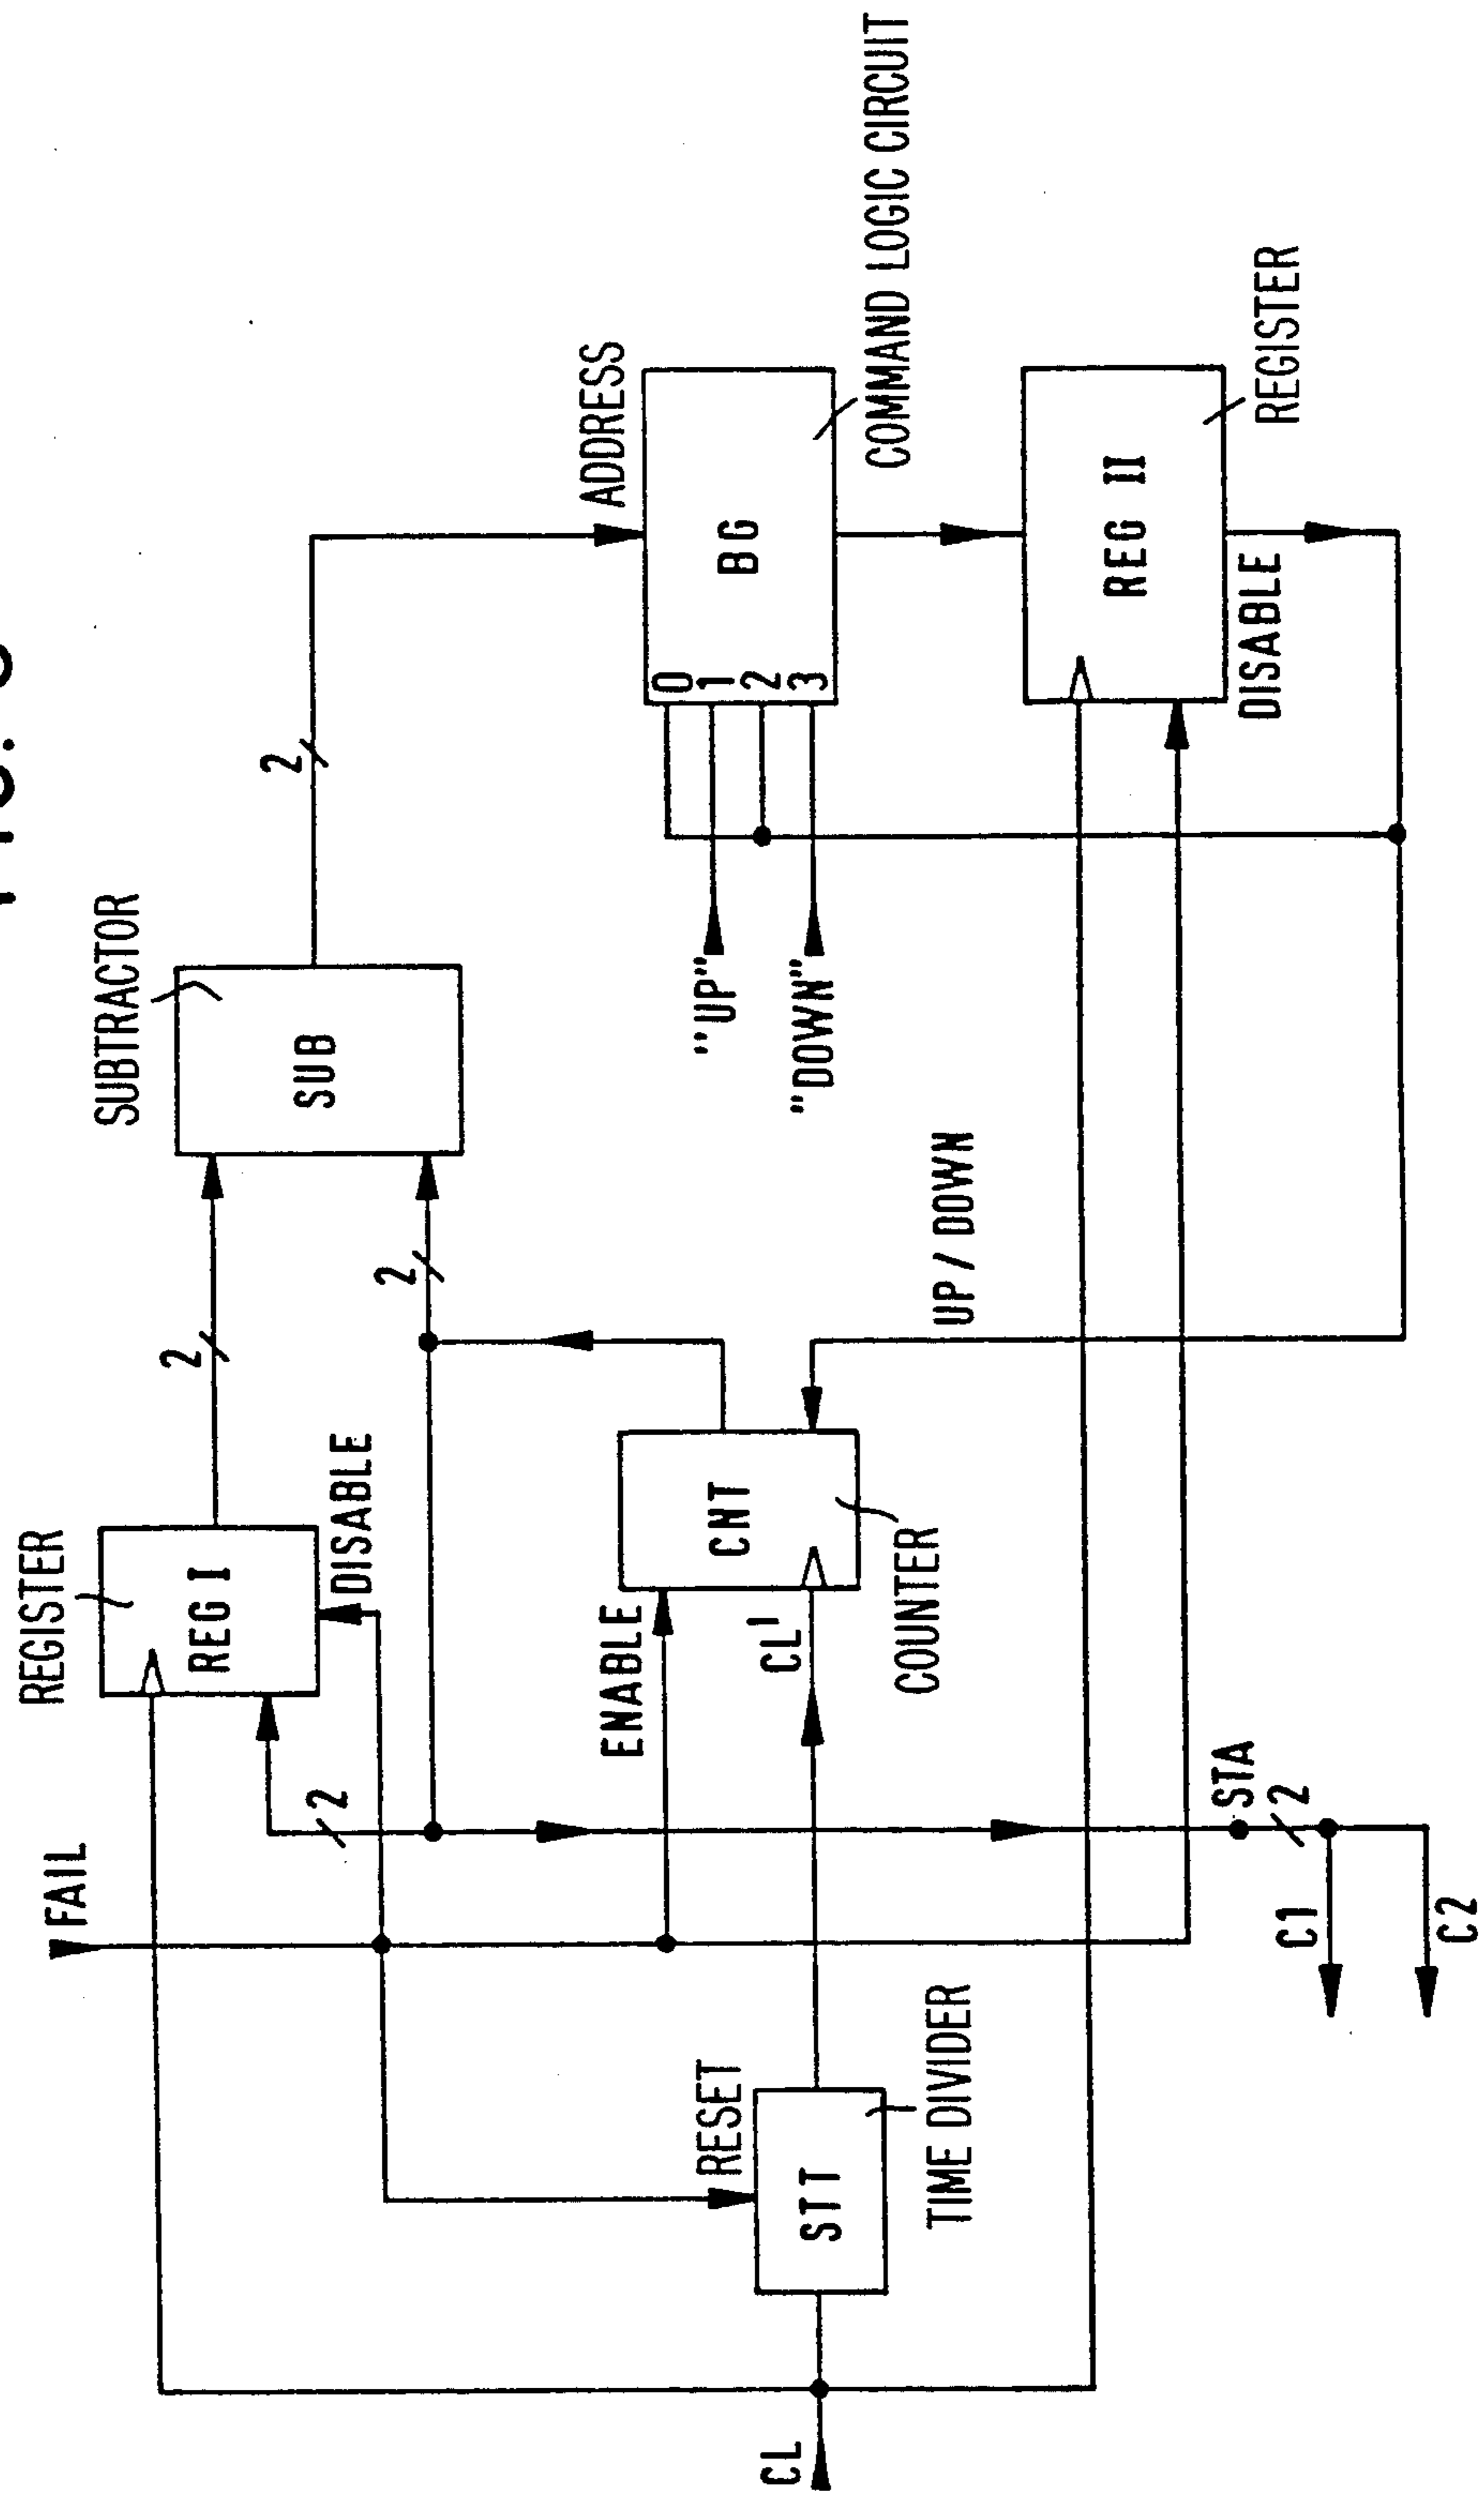 REGISTER
REG I
DISABLE
FAIL
2
2
SUBTRACTOR
SUB
2
2
ADDRESS
BG
0
1
2
3
COMMAND LOGIC CIRCUIT
"UP"
"DOWN"
ENABLE
CL'
CNT
COUNTER
UP / DOWN
REG II
REGISTER
DISABLE
RESET
STT
TIME DIVIDER
CL
STA
2
C1
C2